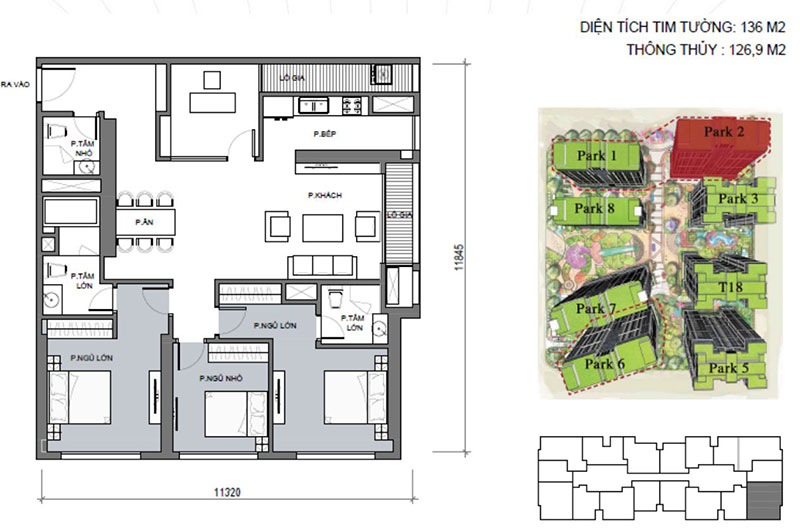 DIỆN TÍCH TIM TƯỜNG: 136 M2
THÔNG THỦY : 126,9 M2
RA VÀO
LÔ GIA
P.TẮM
NHỎ
P.BẾP
P.KHÁCH
P.ĂN
LÔ GIA
P.TẮM
LỚN
P.TẮM
LỚN
P.NGỦ LỚN
P.NGỦ LỚN
P.NGỦ NHỎ
11845
11320
Park 1
Park 2
Park 8
Park 3
T18
Park 7
Park 6
Park 5